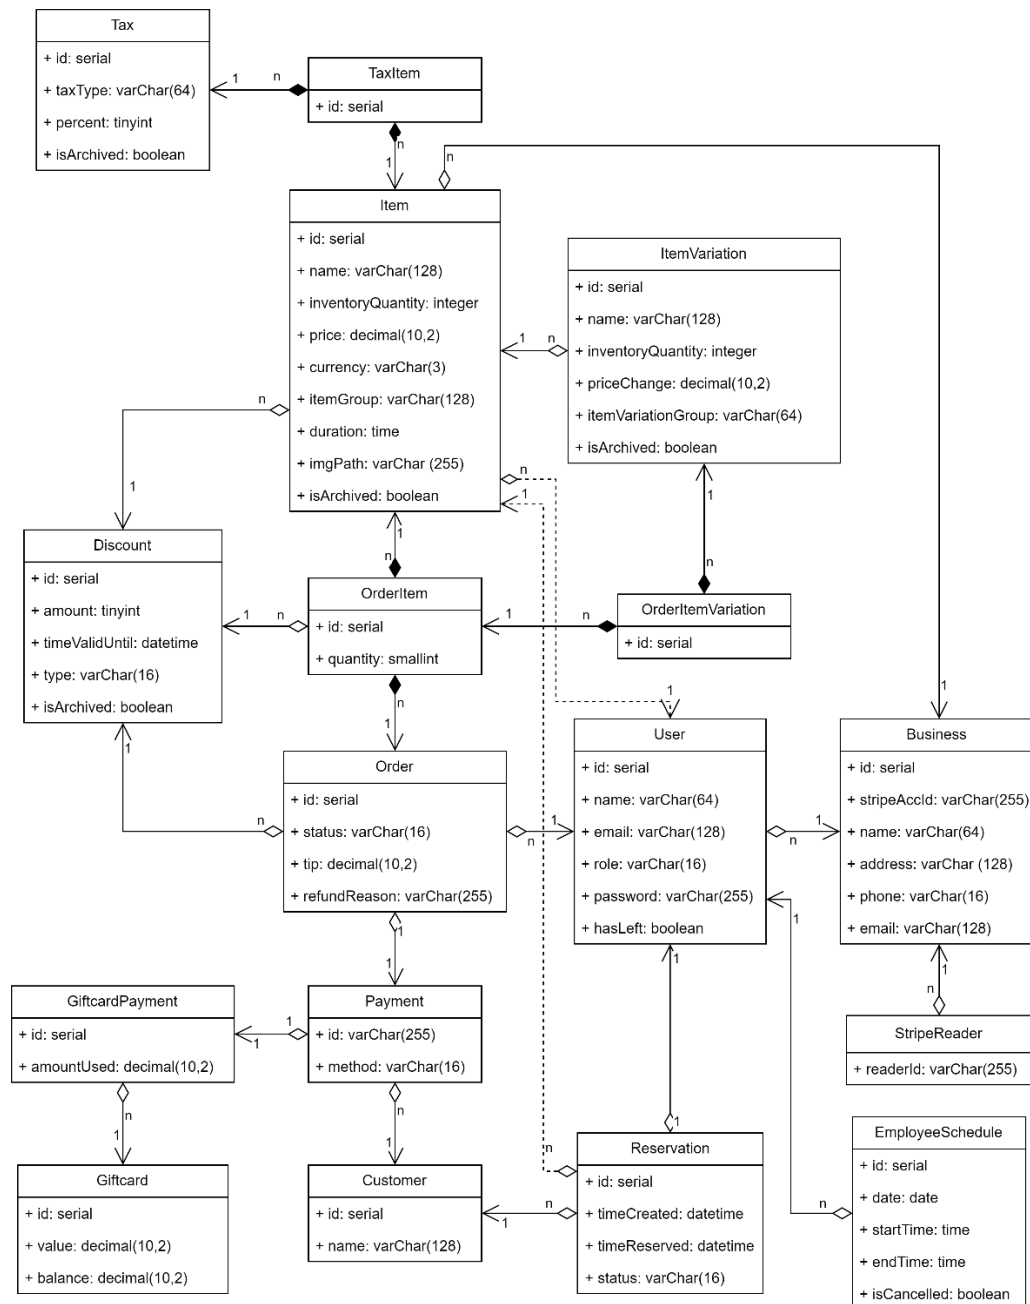 Tax
+ id: serial
+ taxType: varChar(64)
+ percent: tinyint
+ isArchived: boolean
1
n
TaxItem
+ id: serial
n
1
n
Item
+ id: serial
+ name: varChar(128)
+ inventoryQuantity: integer
+ price: decimal(10,2)
+ currency: varChar(3)
+ itemGroup: varChar(128)
+ duration: time
+ imgPath: varChar (255)
+ isArchived: boolean
1
n
ItemVariation
+ id: serial
+ name: varChar(128)
+ inventoryQuantity: integer
+ priceChange: decimal(10,2)
+ itemVariationGroup: varChar(64)
+ isArchived: boolean
n
1
n
1
1
n
1
n
Discount
+ id: serial
+ amount: tinyint
+ timeValidUntil: datetime
+ type: varChar(16)
+ isArchived: boolean
1
n
OrderItem
+ id: serial
+ quantity: smallint
1
n
OrderItemVariation
+ id: serial
n
1
1
1
1
n
Order
+ id: serial
+ status: varChar(16)
+ tip: decimal(10,2)
+ refundReason: varChar(255)
1
n
User
+ id: serial
+ name: varChar(64)
+ email: varChar(128)
+ role: varChar(16)
+ password: varChar(255)
+ hasLeft: boolean
1
n
Business
+ id: serial
+ stripeAccId: varChar(255)
+ name: varChar(64)
+ address: varChar (128)
+ phone: varChar(16)
+ email: varChar(128)
1
1
1
1
1
n
GiftcardPayment
+ id: serial
+ amountUsed: decimal(10,2)
1
1
Payment
+ id: varChar(255)
+ method: varChar(16)
StripeReader
+ readerId: varChar(255)
n
1
n
1
1
n
Giftcard
+ id: serial
+ value: decimal(10,2)
+ balance: decimal(10,2)
Customer
+ id: serial
+ name: varChar(128)
1
n
Reservation
+ id: serial
+ timeCreated: datetime
+ timeReserved: datetime
+ status: varChar(16)
n
EmployeeSchedule
+ id: serial
+ date: date
+ startTime: time
+ endTime: time
+ isCancelled: boolean